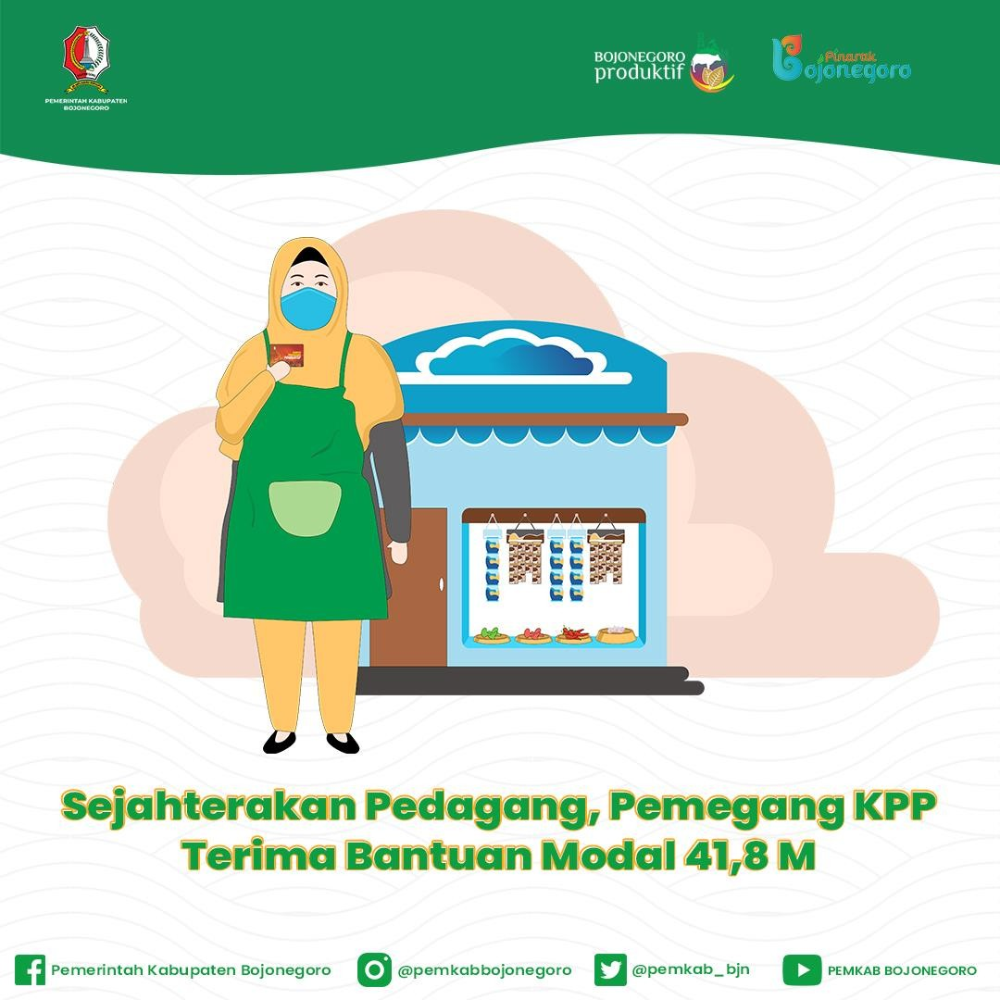 PEMERINTAH KABUPATEN
BOJONEGORO
BOJONEGORO
produktif
Pinarak
Bojonegoro
Sejahterakan Pedagang, Pemegang KPP
Terima Bantuan Modal 41,8 M
Pemerintah Kabupaten Bojonegoro
@pemkabbojonegoro
@pemkab_bjn
PEMKAB BOJONEGORO